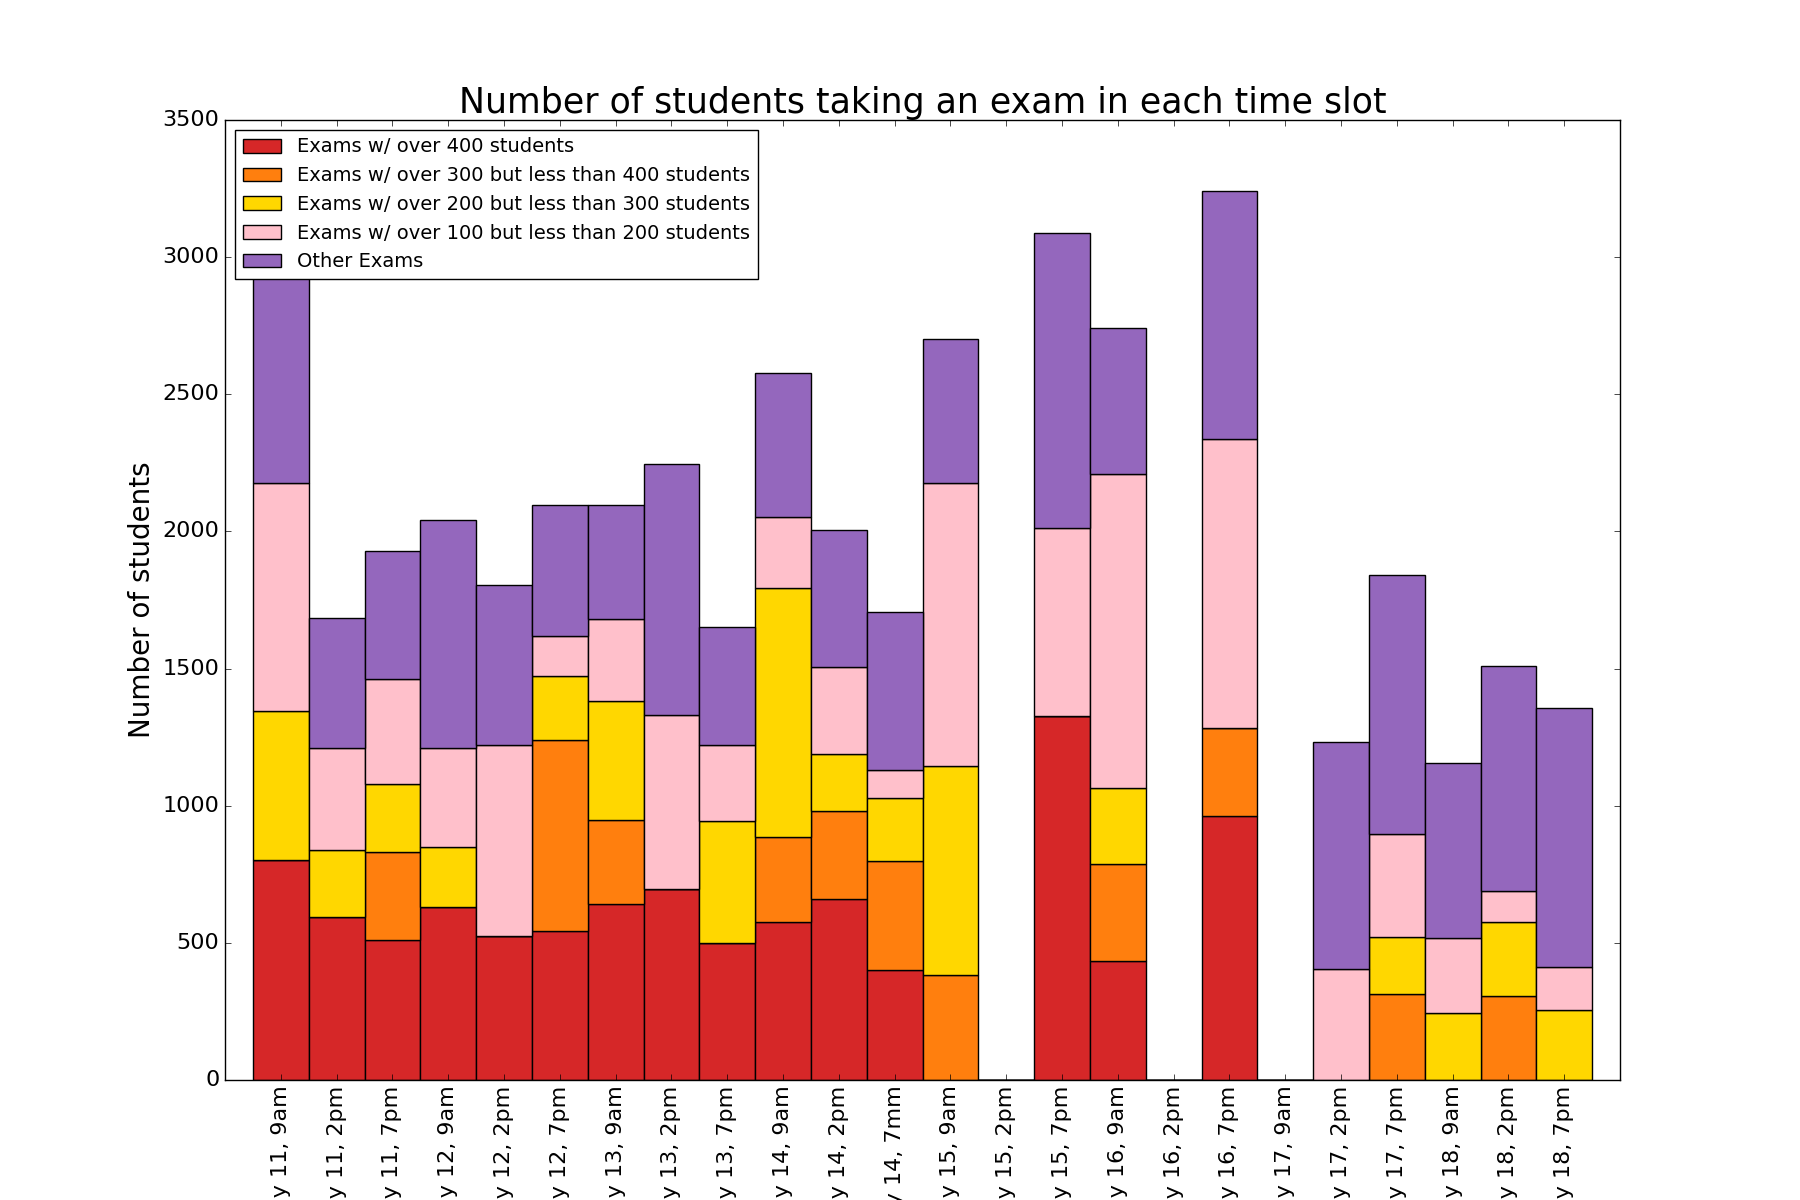 Number of students taking an exam in each time slot
Number of students
3500
3000
2500
2000
1500
1000
500
0
Exams w/ over 400 students
Exams w/ over 300 but less than 400 students
Exams w/ over 200 but less than 300 students
Exams w/ over 100 but less than 200 students
Other Exams
y 11, 9am
y 11, 2pm
y 11, 7pm
y 12, 9am
y 12, 2pm
y 12, 7pm
y 13, 9am
y 13, 2pm
y 13, 7pm
y 14, 9am
y 14, 2pm
y 14, 7mm
y 15, 9am
y 15, 2pm
y 15, 7pm
y 16, 9am
y 16, 2pm
y 16, 7pm
y 17, 9am
y 17, 2pm
y 17, 7pm
y 18, 9am
y 18, 2pm
y 18, 7pm